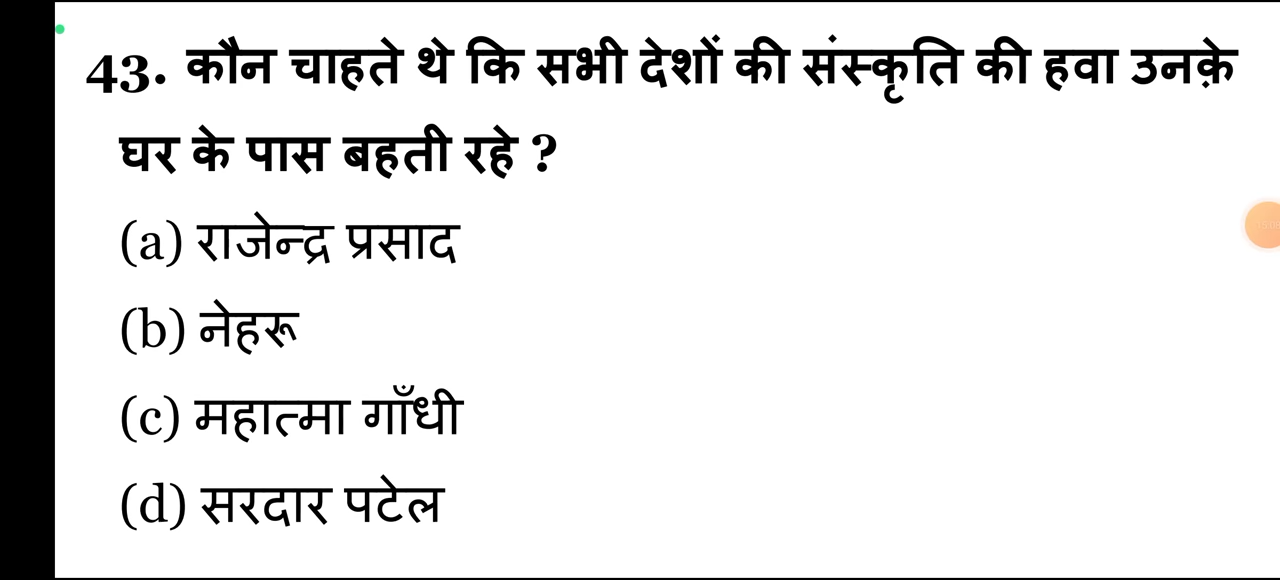 43. कौन चाहते थे कि सभी देशों की संस्कृति की हवा उनक़े
घर के पास बहती रहे ?
(a) राजेन्द्र प्रसाद
(b) नेहरू
(c) महात्मा गाँधी
(d) सरदार पटेल